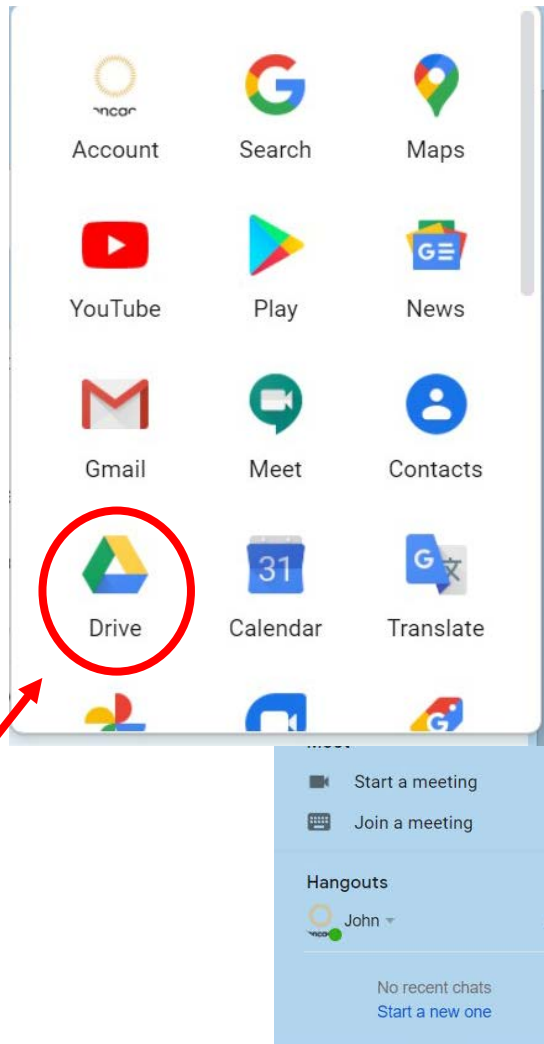 Account Search Maps
YouTube Play News
G
Gmail Meet Contacts
31
G
Drive Calendar Translate
G
Start a meeting
Join a meeting
Hangouts
John
No recent chats
Start a new one